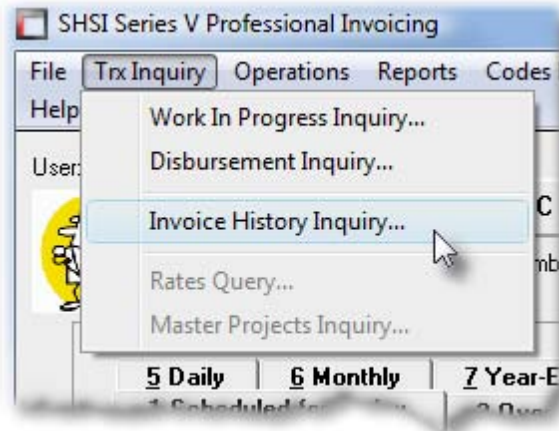 SHSI Series V Professional Invoicing
File Trx Inquiry Operations Reports Codes
Help
Work In Progress Inquiry...
User:
Disbursement Inquiry...
C
Invoice History Inquiry...
mb
Rates Query...
Master Projects Inquiry...
5 Daily 6 Monthly 7 Year-E